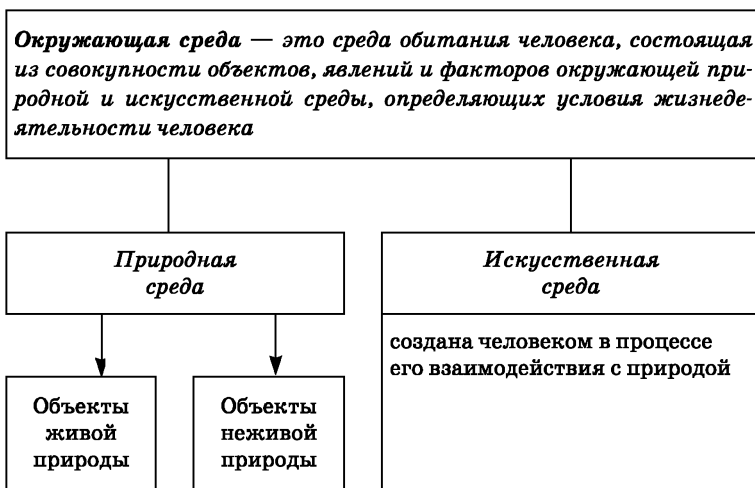 Окружающая среда — это среда обитания человека, состоящая
из совокупности объектов, явлений и факторов окружающей при-
родной и искусственной среды, определяющих условия жизнеде-
ятельности человека
Природная
среда
Искусственная
среда
создана человеком в процессе
его взаимодействия с природой
Объекты
живой
природы
Объекты
неживой
природы